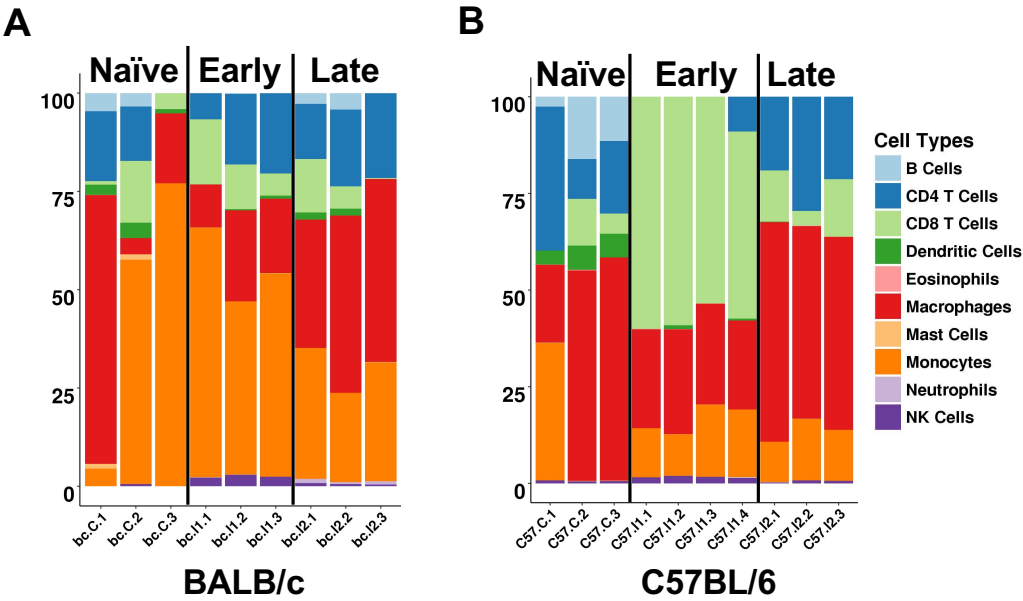 A
Naïve Early Late
100
75
50
25
0
bc.C.1 bc.C.2 bc.C.3 bc.I1.1 bc.I1.2 bc.I1.3 bc.I2.1 bc.I2.2 bc.I2.3
BALB/c
B
Naïve Early Late
100
75
50
25
0
C57.C.1 C57.C.2 C57.C.3 C57.I1.1 C57.I1.2 C57.I1.3 C57.I1.4 C57.I2.1 C57.I2.2 C57.I2.3
C57BL/6
Cell Types
B Cells
CD4 T Cells
CD8 T Cells
Dendritic Cells
Eosinophils
Macrophages
Mast Cells
Monocytes
Neutrophils
NK Cells